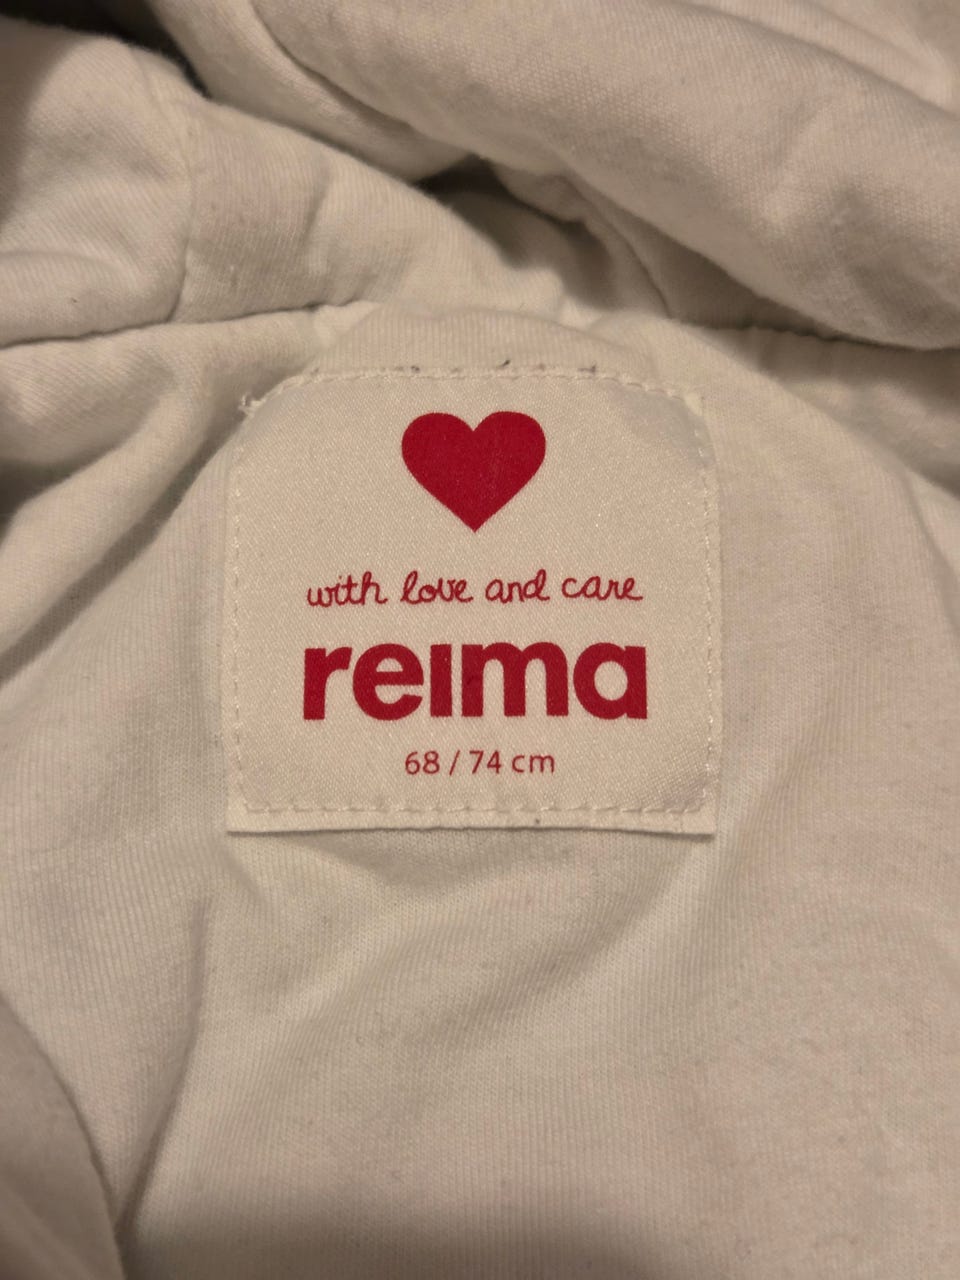 with love and care
reima
68 / 74 cm